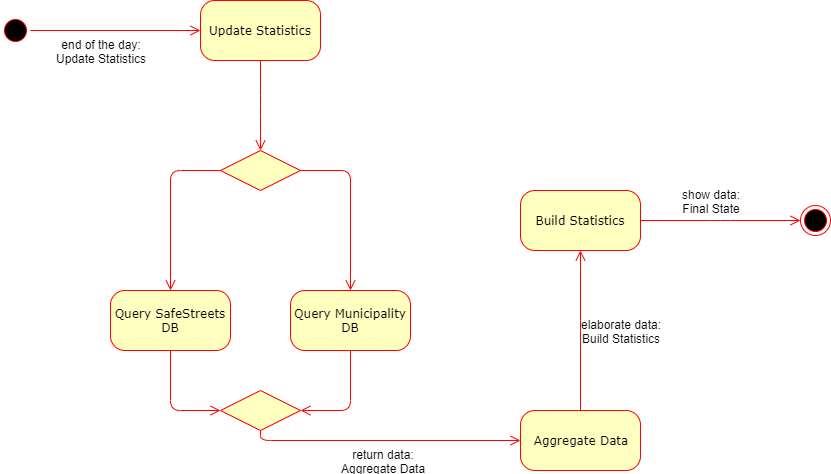 Update Statistics
end of the day:
Update Statistics
show data:
Final State
Build Statistics
Query SafeStreets
DB
Query Municipality
DB
elaborate data:
Build Statistics
Aggregate Data
return data:
Aggregate Data